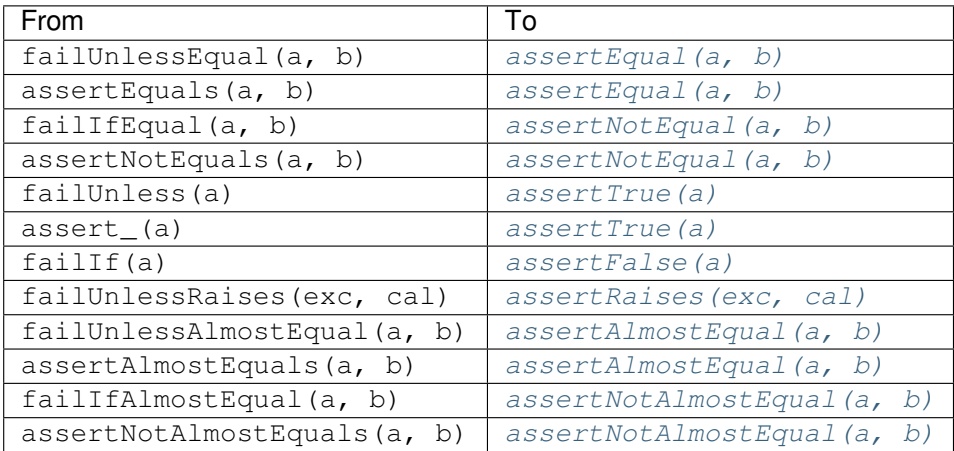 From To
failUnlessEqual(a, b) assertEqual(a, b)
assertEquals(a, b) assertEqual(a, b)
failIfEqual(a, b) assertNotEqual(a, b)
assertNotEquals(a, b) assertNotEqual(a, b)
failUnless(a) assertTrue(a)
assert_(a) assertTrue(a)
failIf(a) assertFalse(a)
failUnlessRaises(exc, cal) assertRaises(exc, cal)
failUnlessAlmostEqual(a, b) assertAlmostEqual(a, b)
assertAlmostEquals(a, b) assertAlmostEqual(a, b)
failIfAlmostEqual(a, b) assertNotAlmostEqual(a, b)
assertNotAlmostEquals(a, b) assertNotAlmostEqual(a, b)